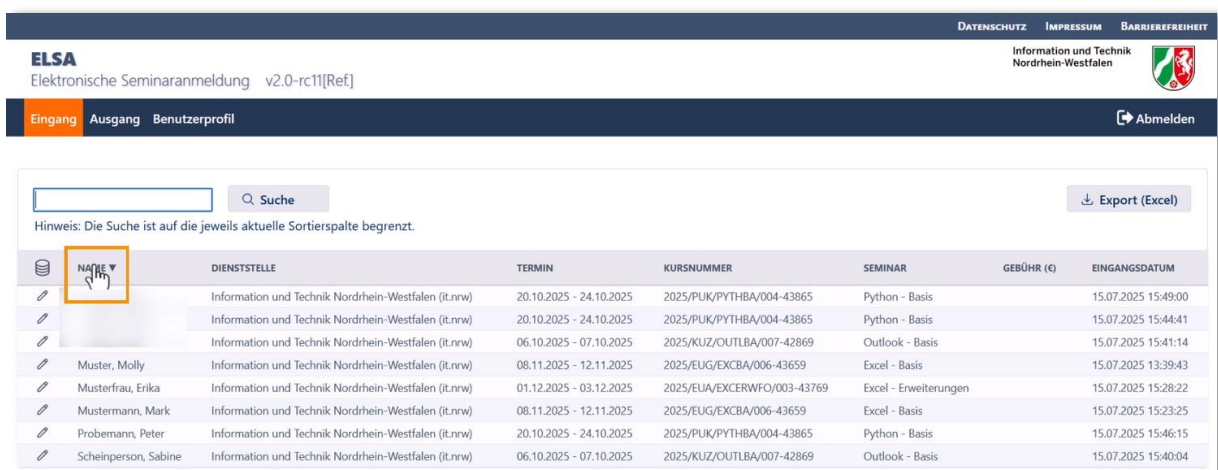 DATENSCHUTZ IMPRESSUM BARRIEREFREIHEIT
ELSA
Elektronische Seminaranmeldung v2.0-rc11[Ref.]
Information und Technik
Nordrhein-Westfalen
Eingang Ausgang Benutzerprofil Abmelden
Suche Export (Excel)
Hinweis: Die Suche ist auf die jeweils aktuelle Sortierspalte begrenzt.
NAME ▼ DIENSTSTELLE TERMIN KURSNUMMER SEMINAR GEBÜHR (€) EINGANGSDATUM
Information und Technik Nordrhein-Westfalen (it.nrw) 20.10.2025 - 24.10.2025 2025/PUK/PYTHBA/004-43865 Python - Basis 15.07.2025 15:49:00
Information und Technik Nordrhein-Westfalen (it.nrw) 20.10.2025 - 24.10.2025 2025/PUK/PYTHBA/004-43865 Python - Basis 15.07.2025 15:44:41
Information und Technik Nordrhein-Westfalen (it.nrw) 06.10.2025 - 07.10.2025 2025/KUZ/OUTLBA/007-42869 Outlook - Basis 15.07.2025 15:41:14
Muster, Molly Information und Technik Nordrhein-Westfalen (it.nrw) 08.11.2025 - 12.11.2025 2025/EUG/EXCBA/006-43659 Excel - Basis 15.07.2025 13:39:43
Musterfrau, Erika Information und Technik Nordrhein-Westfalen (it.nrw) 01.12.2025 - 03.12.2025 2025/EUA/EXCERWFO/003-43769 Excel - Erweiterungen 15.07.2025 15:28:22
Mustermann, Mark Information und Technik Nordrhein-Westfalen (it.nrw) 08.11.2025 - 12.11.2025 2025/EUG/EXCBA/006-43659 Excel - Basis 15.07.2025 15:23:25
Probemann, Peter Information und Technik Nordrhein-Westfalen (it.nrw) 20.10.2025 - 24.10.2025 2025/PUK/PYTHBA/004-43865 Python - Basis 15.07.2025 15:46:15
Scheinperson, Sabine Information und Technik Nordrhein-Westfalen (it.nrw) 06.10.2025 - 07.10.2025 2025/KUZ/OUTLBA/007-42869 Outlook - Basis 15.07.2025 15:40:04